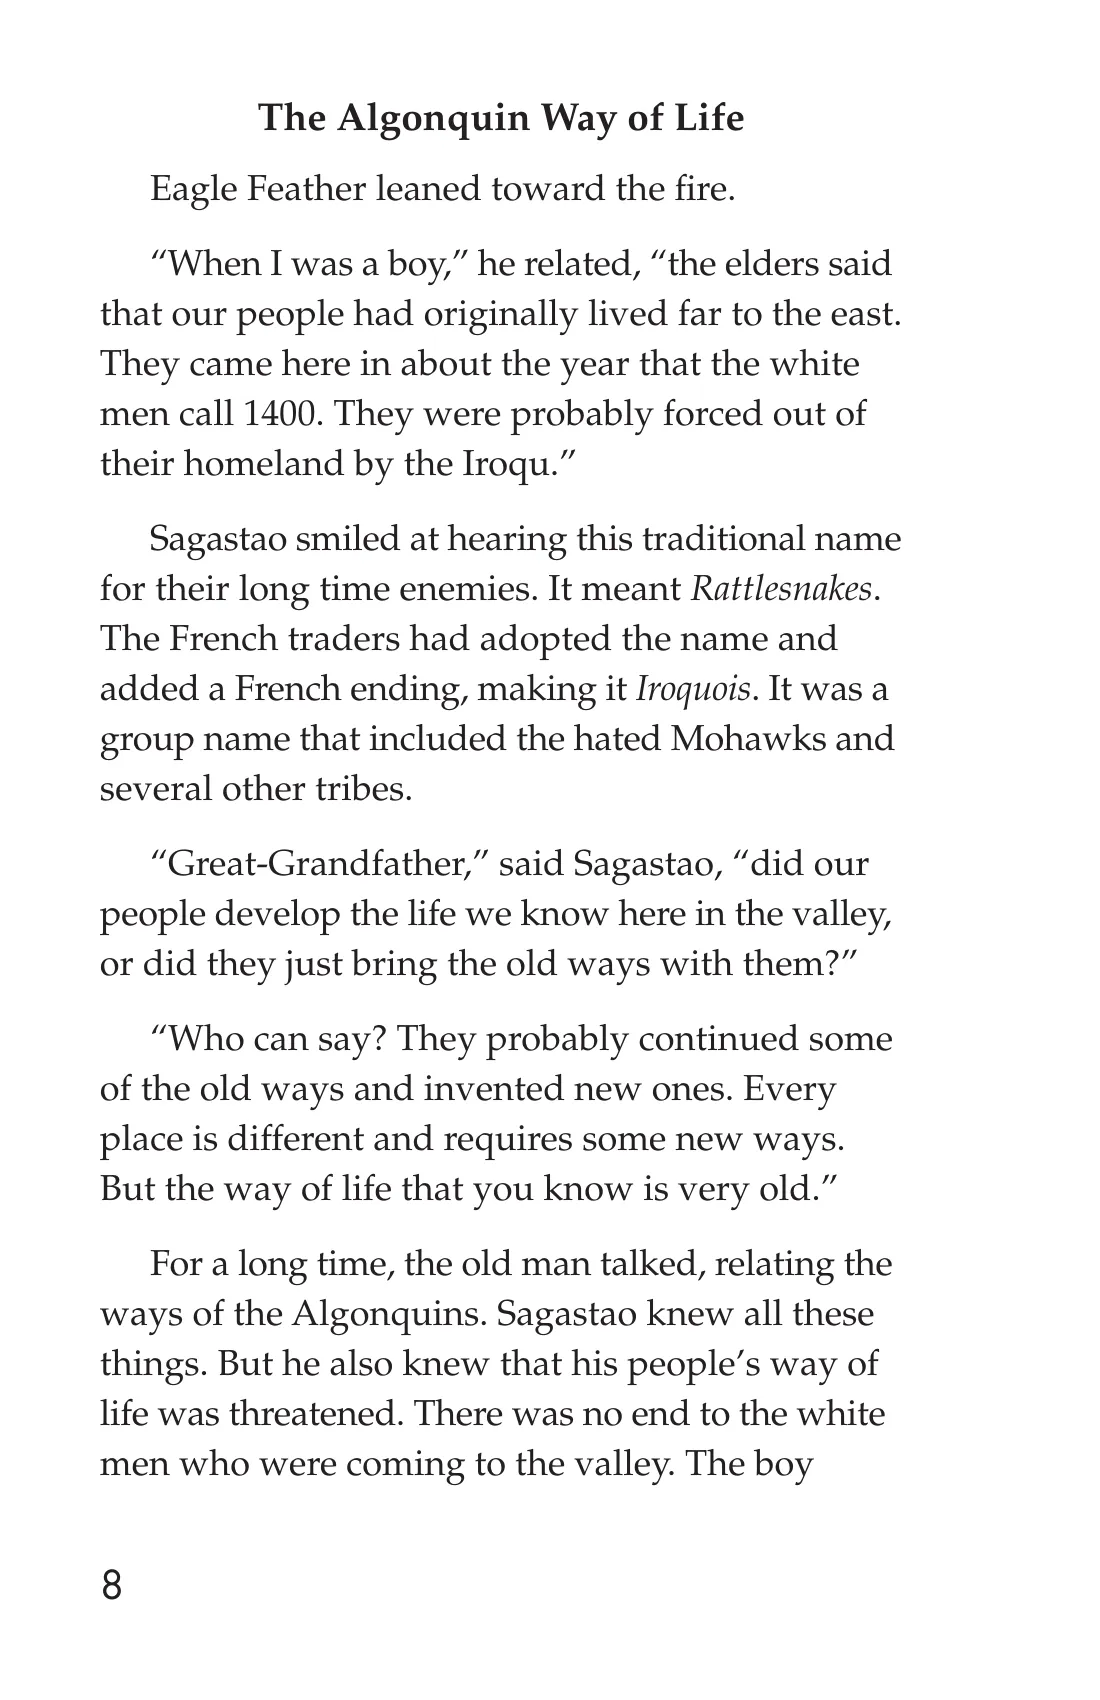 The Algonquin Way of Life
Eagle Feather leaned toward the fire.
“When I was a boy,” he related, “the elders said
that our people had originally lived far to the east.
They came here in about the year that the white
men call 1400. They were probably forced out of
their homeland by the Iroqu.”
Sagastao smiled at hearing this traditional name
for their long time enemies. It meant Rattlesnakes.
The French traders had adopted the name and
added a French ending, making it Iroquois. It was a
group name that included the hated Mohawks and
several other tribes.
“Great-Grandfather,” said Sagastao, “did our
people develop the life we know here in the valley,
or did they just bring the old ways with them?”
“Who can say? They probably continued some
of the old ways and invented new ones. Every
place is different and requires some new ways.
But the way of life that you know is very old.”
For a long time, the old man talked, relating the
ways of the Algonquins. Sagastao knew all these
things. But he also knew that his people’s way of
life was threatened. There was no end to the white
men who were coming to the valley. The boy
8